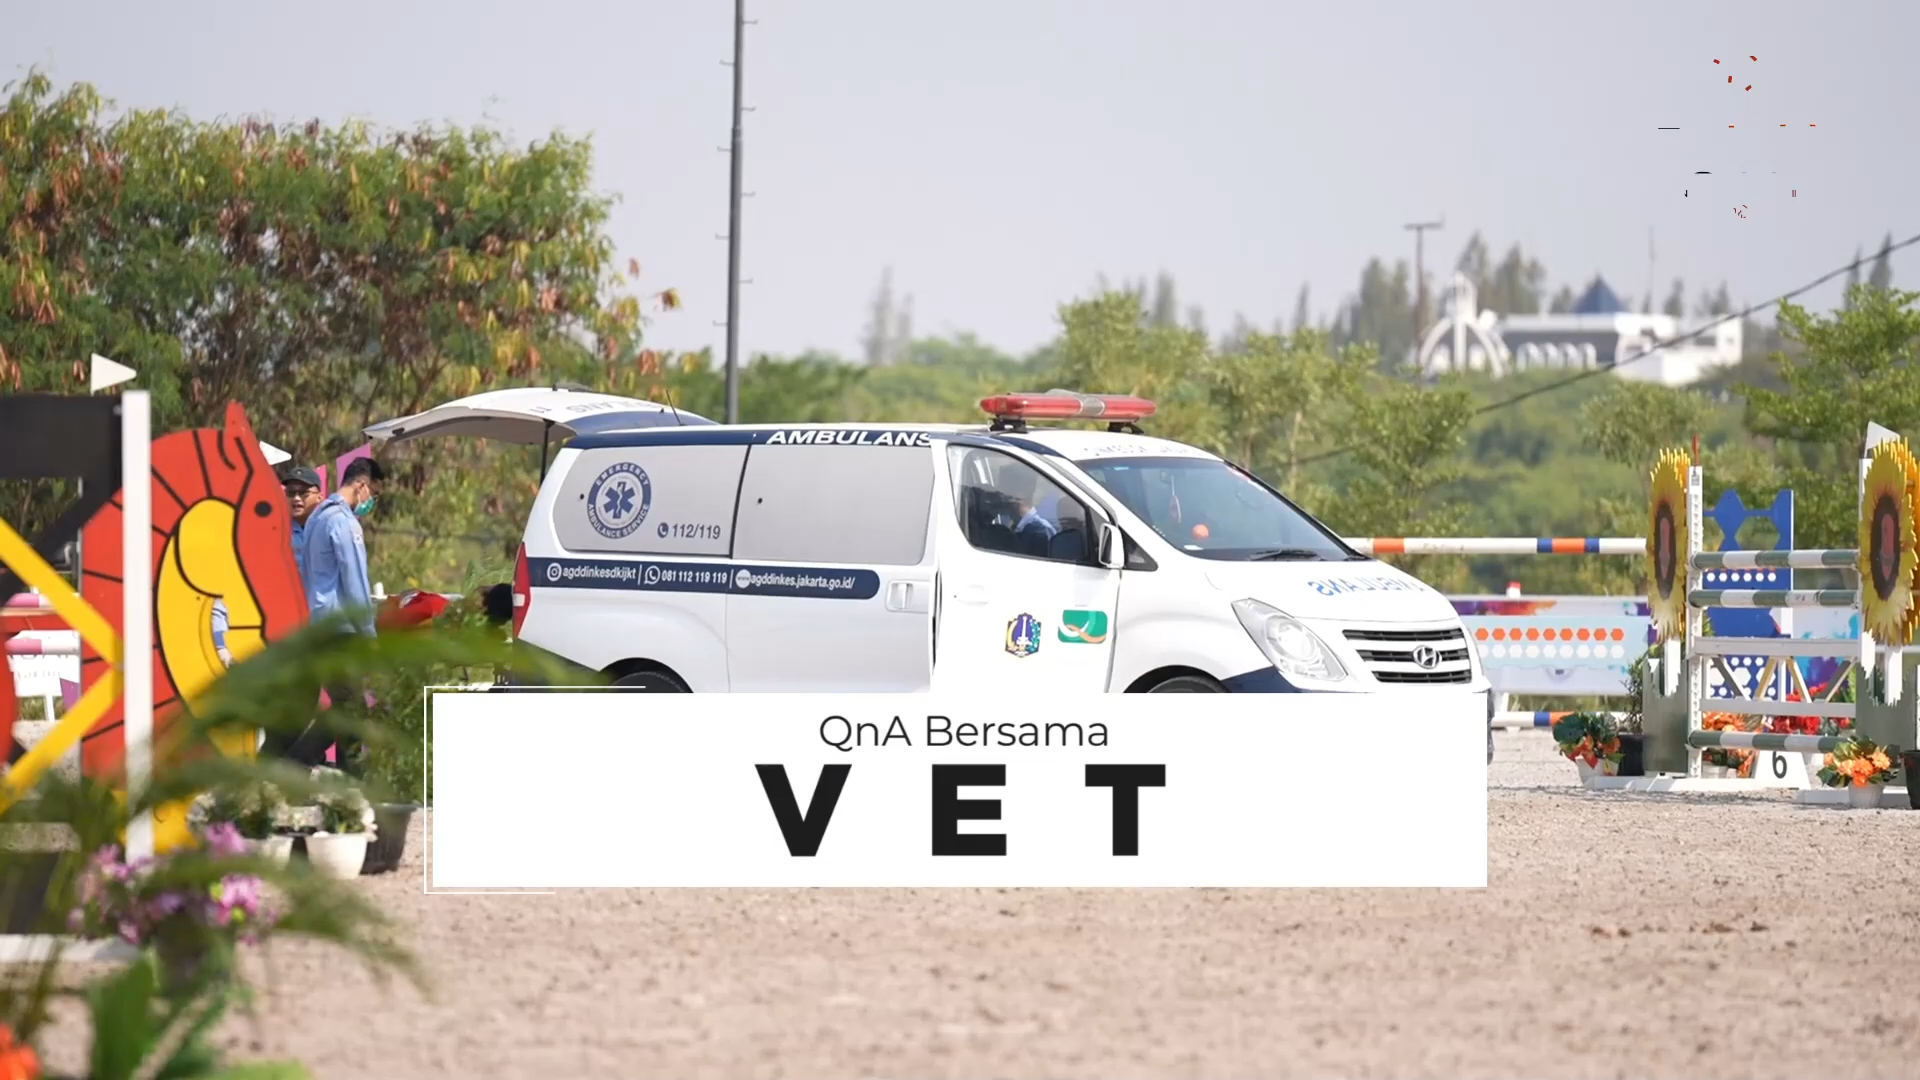 AMBULANS
EMERGENCY
AMBULANCE SERVICE
112/119
agddinkesdkijkt | 081 112 119 119 | agddinkes.jakarta.go.id/
AMBULANS
6
QnA Bersama
VET